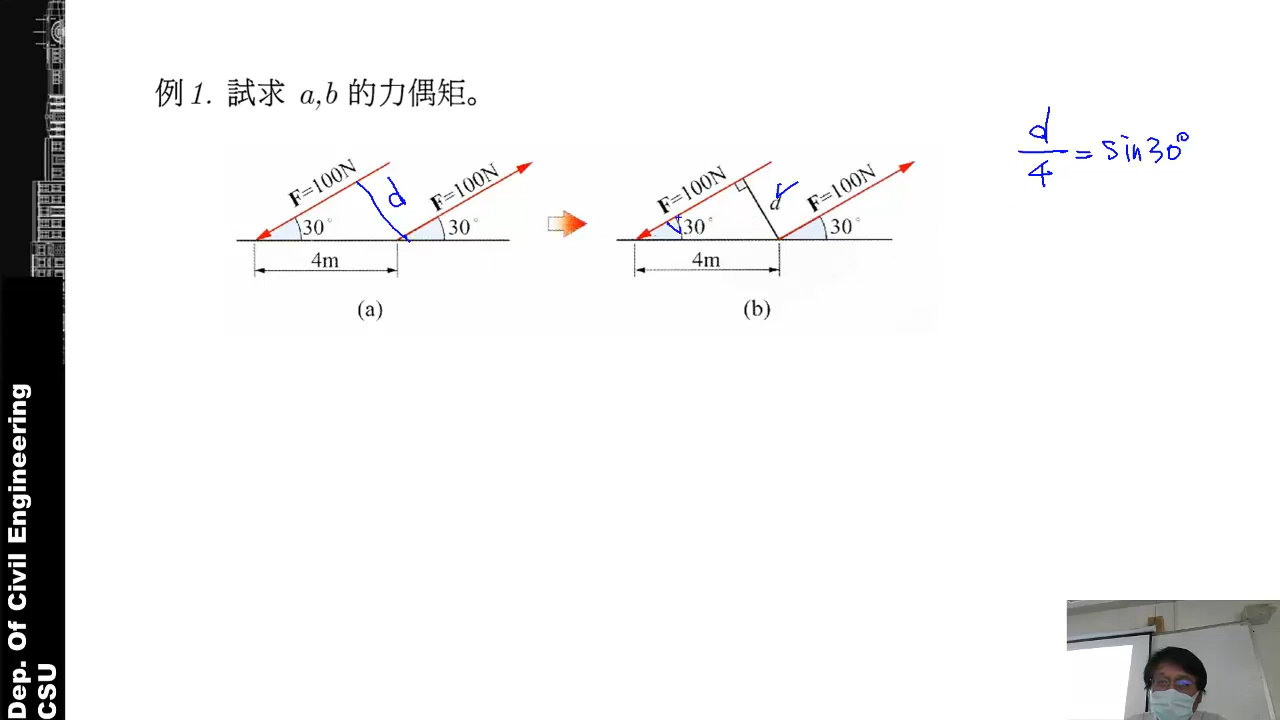 例1. 試求 a,b 的力偶矩。
d/4 = sin30°
F=100N
d
F=100N
30°
30°
4m
(a)
F=100N
d
F=100N
30°
30°
4m
(b)
Dep. Of Civil Engineering
CSU